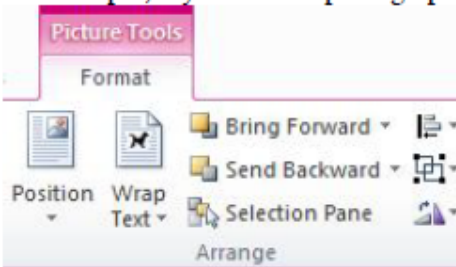 Picture Tools
Format
Bring Forward
Send Backward
Position
Wrap
Text
Selection Pane
Arrange